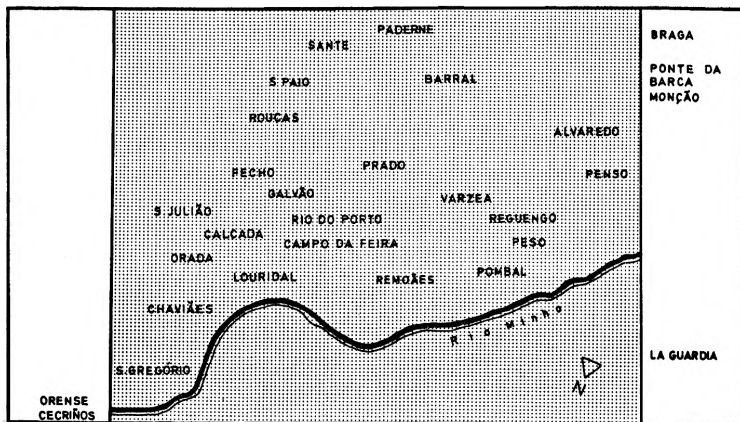 PADERNE
SANTE
BRAGA
PONTE DA
BARCA
MONÇÃO
S PAIO
BARRAL
ROUÇAS
ALVAREDO
PRADO
FECHO
PENSO
GALVÃO
VARZEA
S JULIÃO
RIO DO PORTO
REGUENGO
CALÇADA
CAMPO DA FEIRA
PESO
ORADA
LOURIDAL
REMOÃES
POMBAL
CHAVIÃES
Rio Minho
LA GUARDIA
S.GREGÓRIO
N
ORENSE
CECRIÑOS